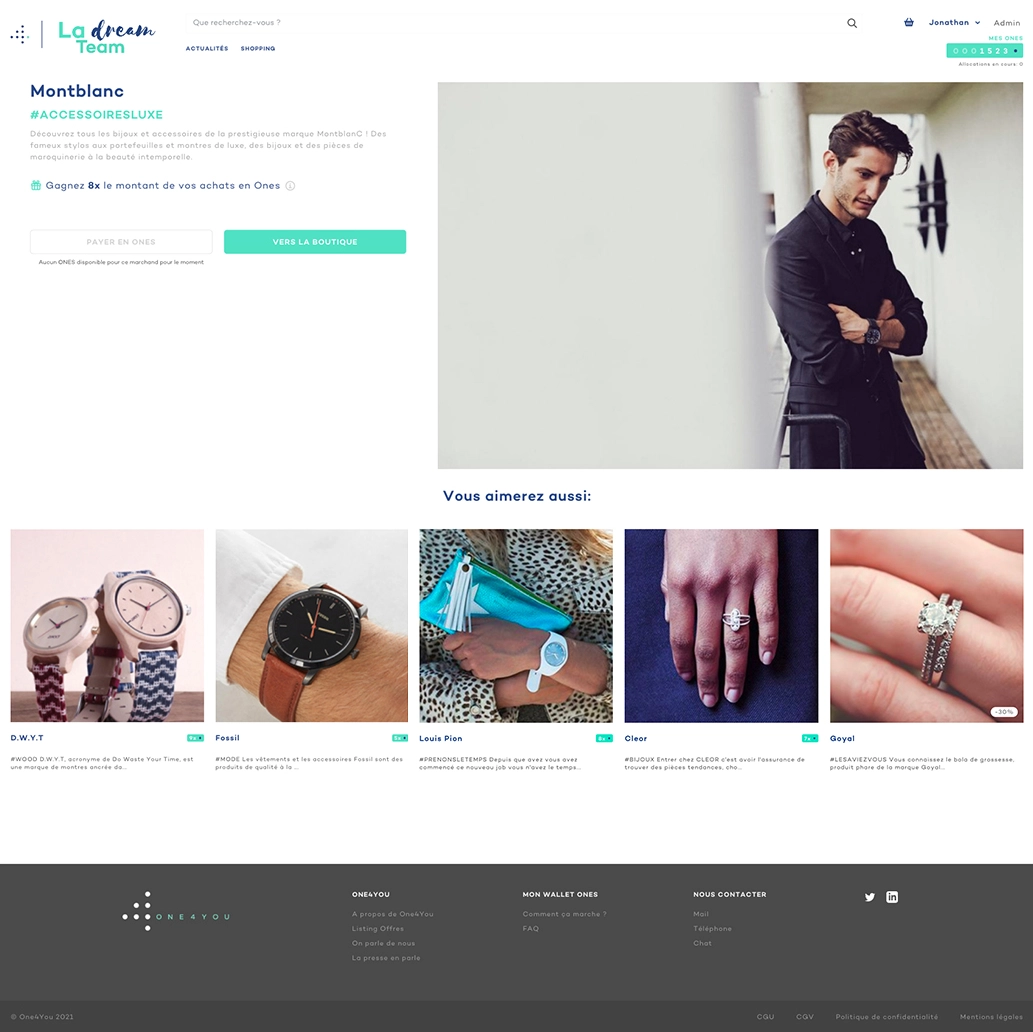 La dream
Team
Que recherchez-vous ?
ACTUALITÉS SHOPPING
Jonathan Admin
MES ONES
0001523
Allocations en cours: 0
Montblanc
#ACCESSOIRESLUXE
Découvrez tous les bijoux et accessoires de la prestigieuse marque MontblanC ! Des
fameux stylos aux portefeuilles et montres de luxe, des bijoux et des pièces de
maroquinerie à la beauté intemporelle.
Gagnez 8x le montant de vos achats en Ones
PAYER EN ONES
VERS LA BOUTIQUE
Aucun ONES disponible pour ce marchand pour le moment.
Vous aimerez aussi:
-30%
D.W.Y.T
Fossil
Louis Pion
Cleor
7x
Goyal
#WOOD D.W.Y.T, acronyme de Do Waste Your Time, est
une marque de montres ancrée da...
#MODE Les vêtements et les accessoires Fossil sont des
produits de qualité à la ...
#PRENONSLETEMPS Depuis que avez vous avez
commencé ce nouveau job vous n'avez le temps...
#BIJOUX Entrer chez CLEOR c'est avoir l'assurance de
trouver des pièces tendances, cho...
#LESAVIEZVOUS Vous connaissez le bola de grossesse,
produit phare de la marque Goyal...
ONE4YOU
ONE4YOU
A propos de One4You
Listing Offres
On parle de nous
La presse en parle
MON WALLET ONES
Comment ça marche ?
FAQ
NOUS CONTACTER
Mail
Téléphone
Chat
© One4You 2021
CGU CGV Politique de confidentialité Mentions légales